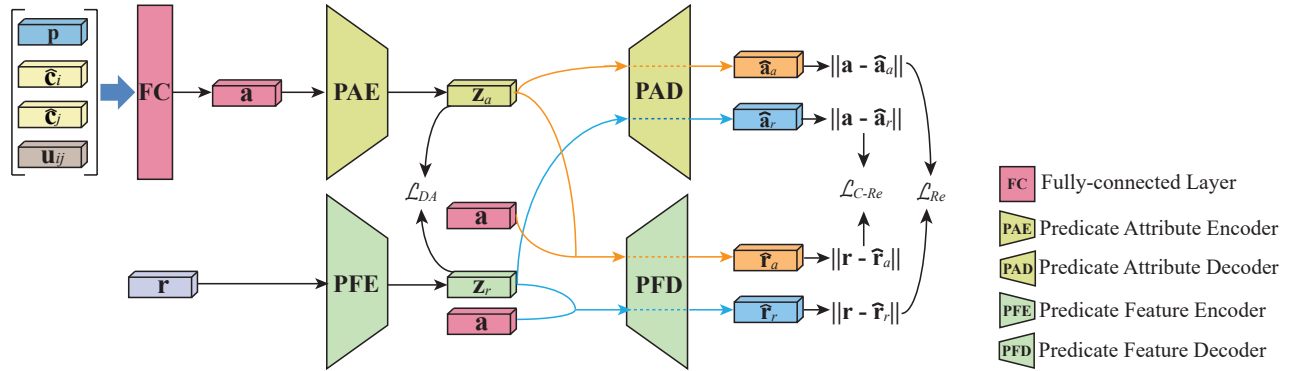 p
ĉi
ĉj
uij
FC
a
PAE
za
PAD
âa
||a - âa||
âr
||a - âr||
ℒDA
ℒC-Re
ℒRe
a
r
PFE
zr
a
PFD
r̂a
||r - r̂a||
r̂r
||r - r̂r||
FC Fully-connected Layer
PAE Predicate Attribute Encoder
PAD Predicate Attribute Decoder
PFE Predicate Feature Encoder
PFD Predicate Feature Decoder